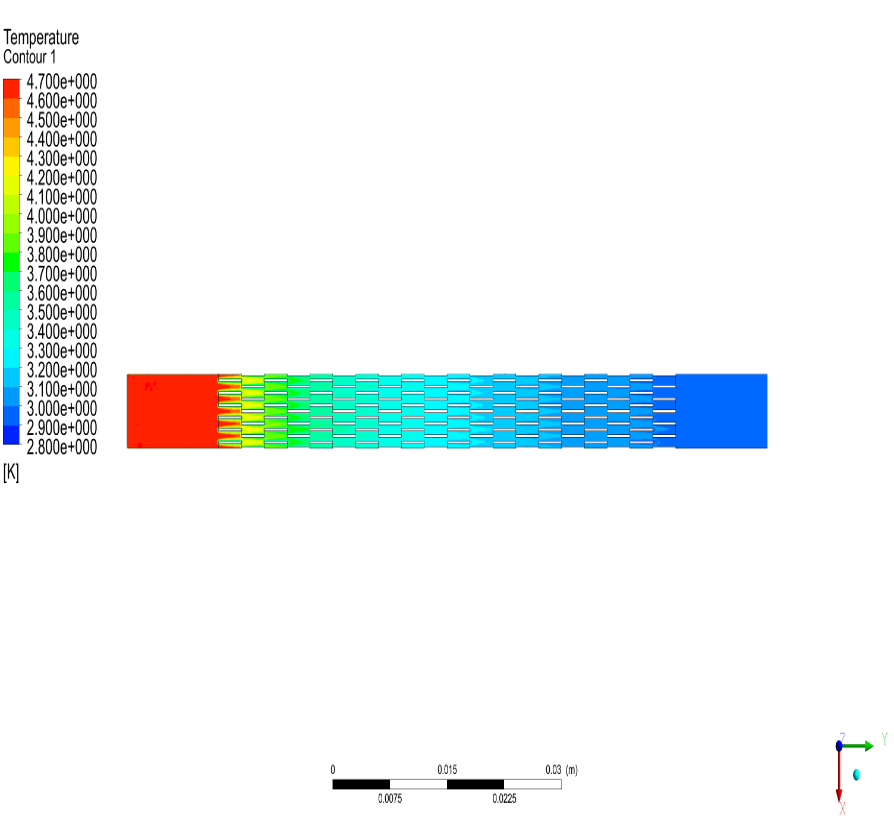 Temperature
Contour 1
4.700e+000
4.600e+000
4.500e+000
4.400e+000
4.300e+000
4.200e+000
4.100e+000
4.000e+000
3.900e+000
3.800e+000
3.700e+000
3.600e+000
3.500e+000
3.400e+000
3.300e+000
3.200e+000
3.100e+000
3.000e+000
2.900e+000
2.800e+000
[K]
0 0.015 0.03 (m)
0.0075 0.0225
Z
Y
X